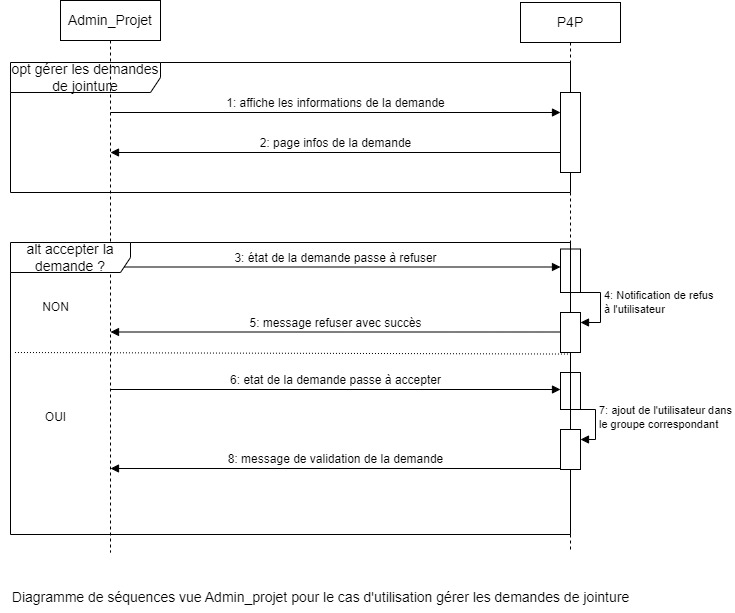 Admin_Projet
P4P
opt gérer les demandes
de jointure
1: affiche les informations de la demande
2: page infos de la demande
alt accepter la
demande ?
3: état de la demande passe à refuser
NON
4: Notification de refus
à l'utilisateur
5: message refuser avec succès
6: etat de la demande passe à accepter
OUI
7: ajout de l'utilisateur dans
le groupe correspondant
8: message de validation de la demande
Diagramme de séquences vue Admin_projet pour le cas d'utilisation gérer les demandes de jointure